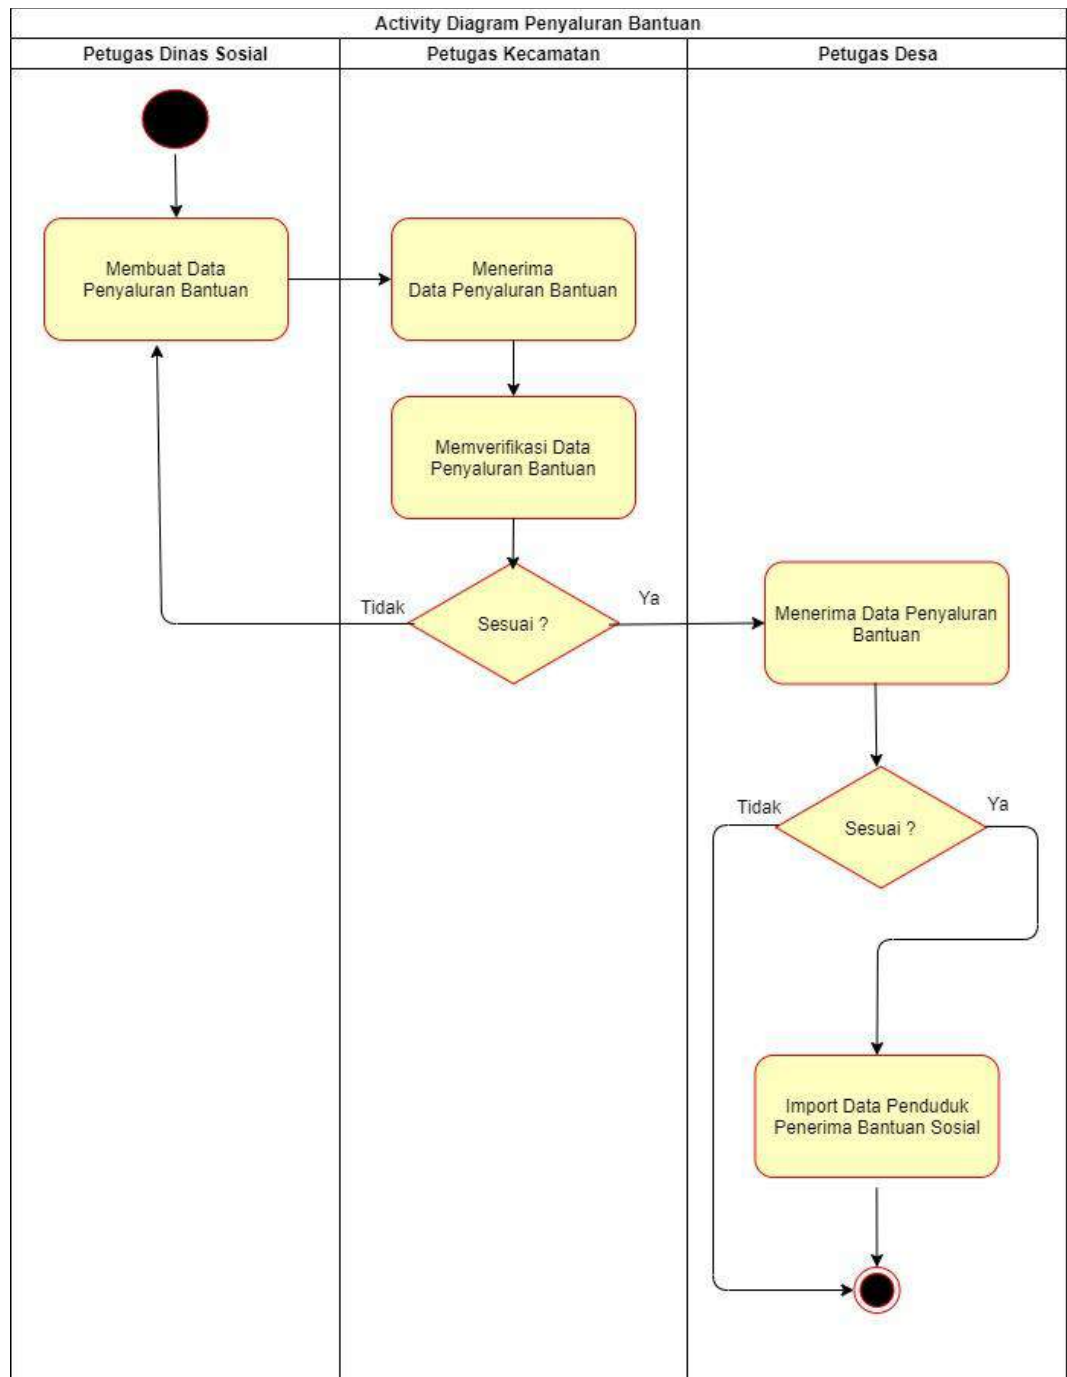 Activity Diagram Penyaluran Bantuan
Petugas Dinas Sosial
Petugas Kecamatan
Petugas Desa
Membuat Data
Penyaluran Bantuan
Menerima
Data Penyaluran Bantuan
Memverifikasi Data
Penyaluran Bantuan
Tidak
Sesuai ?
Ya
Menerima Data Penyaluran
Bantuan
Tidak
Sesuai ?
Ya
Import Data Penduduk
Penerima Bantuan Sosial